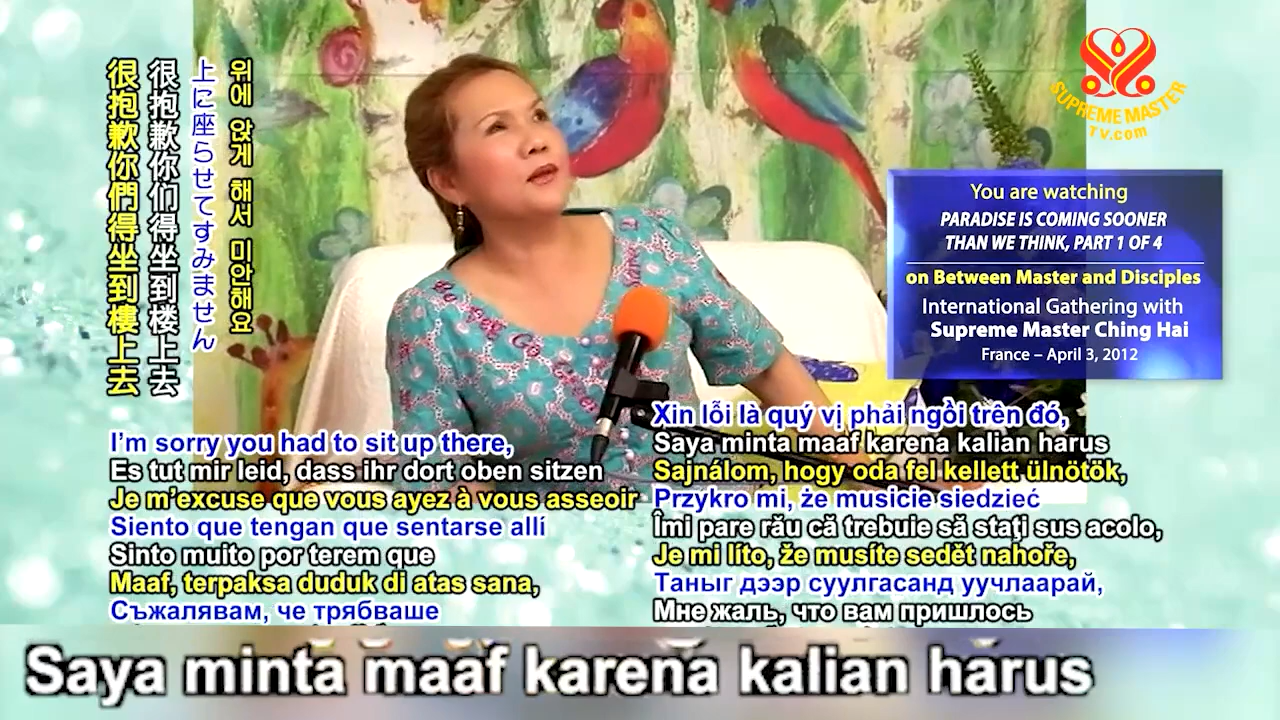 SUPREME MASTER
TV.com
You are watching
PARADISE IS COMING SOONER
THAN WE THINK, PART 1 OF 4
on Between Master and Disciples
International Gathering with
Supreme Master Ching Hai
France – April 3, 2012
위에 앉게 해서 미안해요
上に座らせてすみません
很抱歉你们得坐到楼上去
很抱歉你們得坐到樓上去
I'm sorry you had to sit up there,
Es tut mir leid, dass ihr dort oben sitzen
Je m'excuse que vous ayez à vous asseoir
Siento que tengan que sentarse allí
Sinto muito por terem que
Maaf, terpaksa duduk di atas sana,
Съжалявам, че трябваше
Xin lỗi là quý vị phải ngồi trên đó,
Saya minta maaf karena kalian harus
Sajnálom, hogy oda fel kellett ülnötök,
Przykro mi, że musicie siedzieć
Îmi pare rău că trebuie să stați sus acolo,
Je mi líto, že musíte sedět nahoře,
Таныг дээр суулгасанд уучлаарай,
Мне жаль, что вам пришлось
Saya minta maaf karena kalian harus